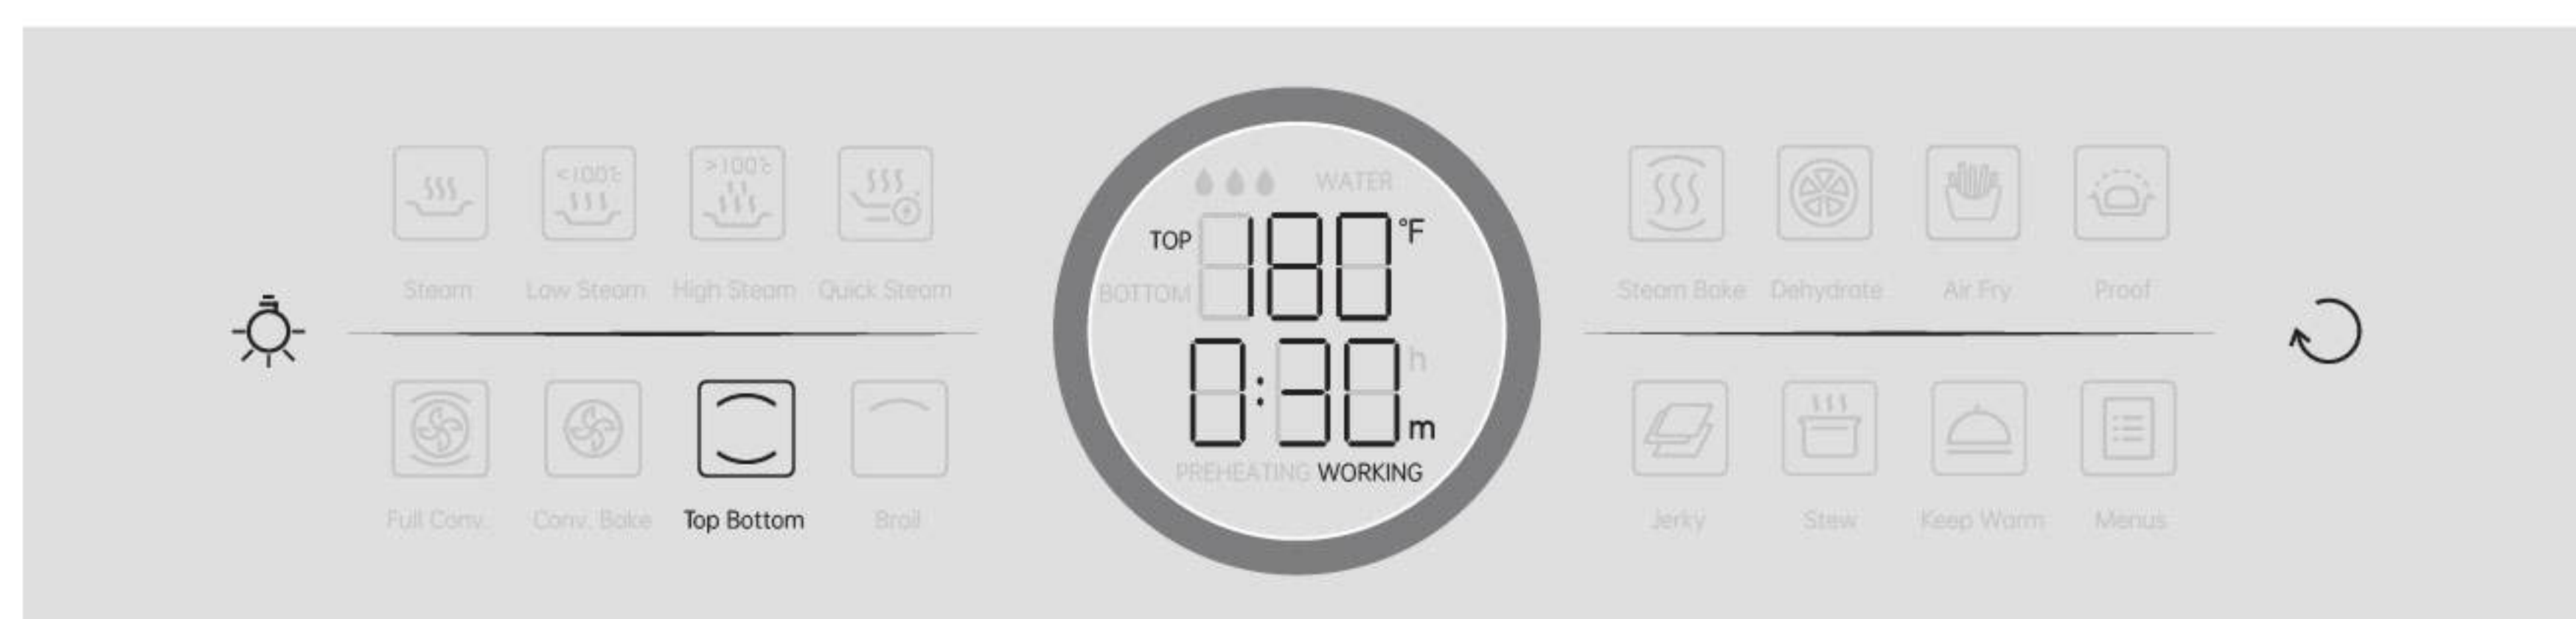 <100℃
>100℃
Steam Low Steam High Steam Quick Steam
Full Conv. Conv. Bake Top Bottom Broil
WATER
TOP 180 °F
BOTTOM
0:30 h m
PREHEATING WORKING
Steam Bake Dehydrate Air Fry Proof
Jerky Stew Keep Warm Menus